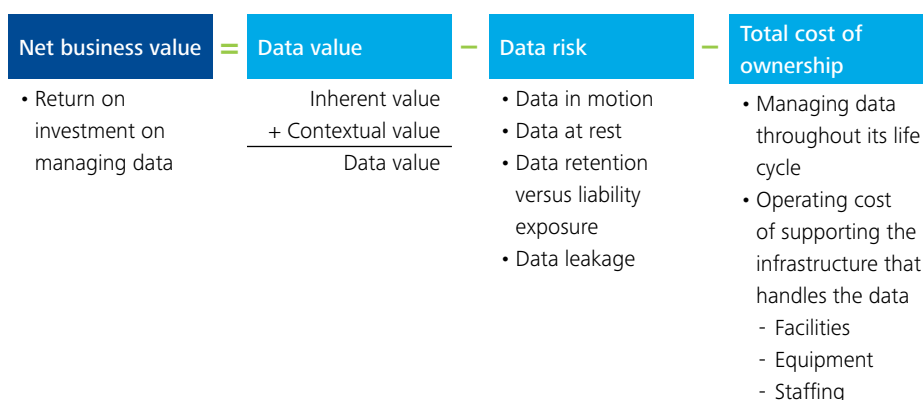 Net business value
=
Data value
–
Data risk
–
Total cost of
ownership
• Return on
investment on
managing data
Inherent value
+ Contextual value
Data value
• Data in motion
• Data at rest
• Data retention
versus liability
exposure
• Data leakage
• Managing data
throughout its life
cycle
• Operating cost
of supporting the
infrastructure that
handles the data
- Facilities
- Equipment
- Staffing